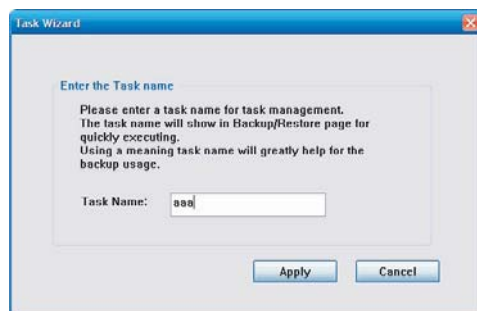 Task Wizard
Enter the Task name
Please enter a task name for task management.
The task name will show in Backup/Restore page for
quickly executing.
Using a meaning task name will greatly help for the
backup usage.
Task Name: aaa
Apply Cancel